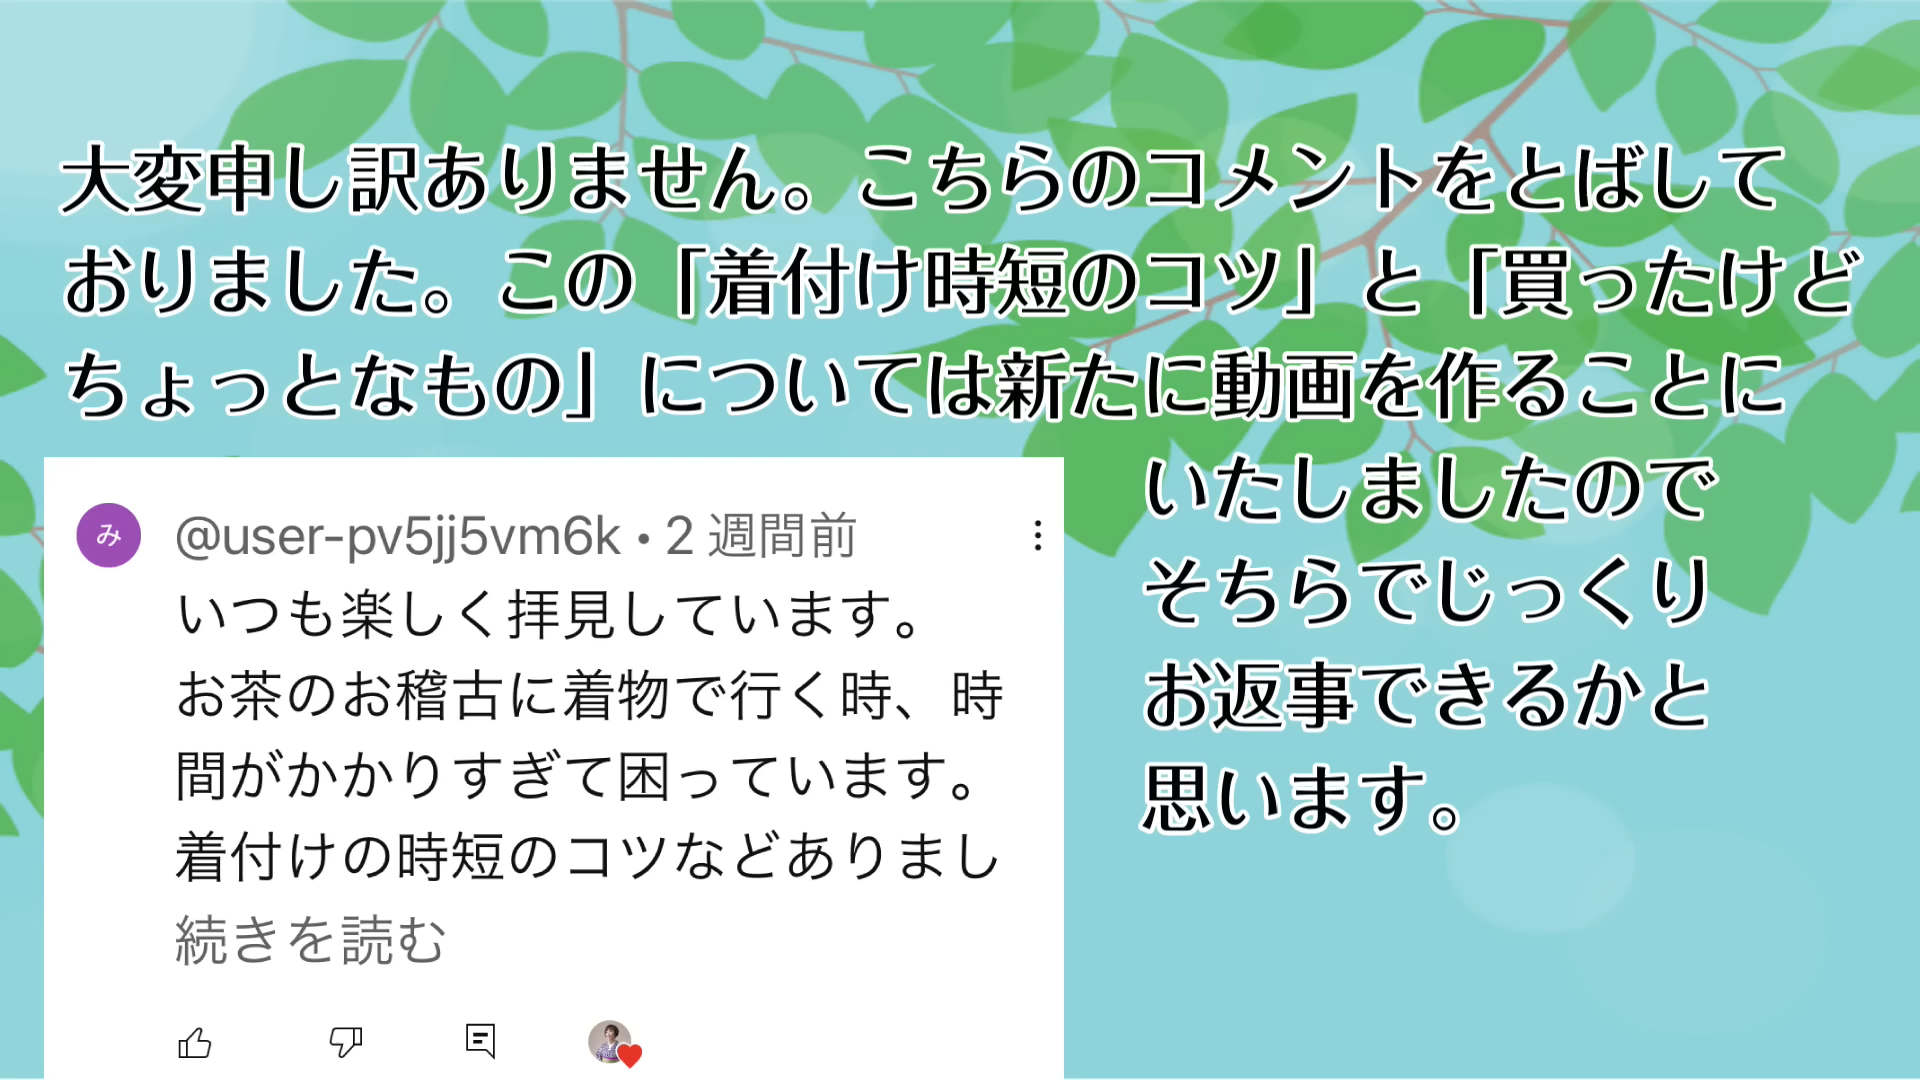 大変申し訳ありません。こちらのコメントをとばして
おりました。この「着付け時短のコツ」と「買ったけど
ちょっとなもの」については新たに動画を作ることに
いたしましたので
そちらでじっくり
お返事できるかと
思います。
み
@user-pv5jj5vm6k • 2 週間前
いつも楽しく拝見しています。
お茶のお稽古に着物で行く時、時
間がかかりすぎて困っています。
着付けの時短のコツなどありまし
続きを読む